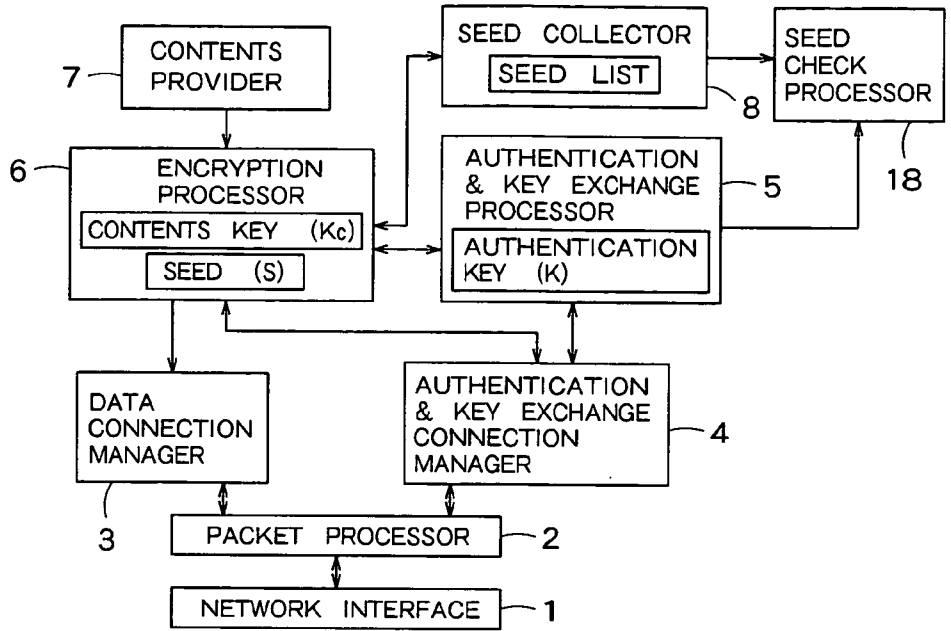 7
CONTENTS
PROVIDER
SEED COLLECTOR
SEED LIST
8
SEED
CHECK
PROCESSOR
18
6
ENCRYPTION
PROCESSOR
CONTENTS KEY (Kc)
SEED (S)
AUTHENTICATION
& KEY EXCHANGE
PROCESSOR
AUTHENTICATION
KEY (K)
5
DATA
CONNECTION
MANAGER
3
AUTHENTICATION
& KEY EXCHANGE
CONNECTION
MANAGER
4
PACKET PROCESSOR
2
NETWORK INTERFACE
1